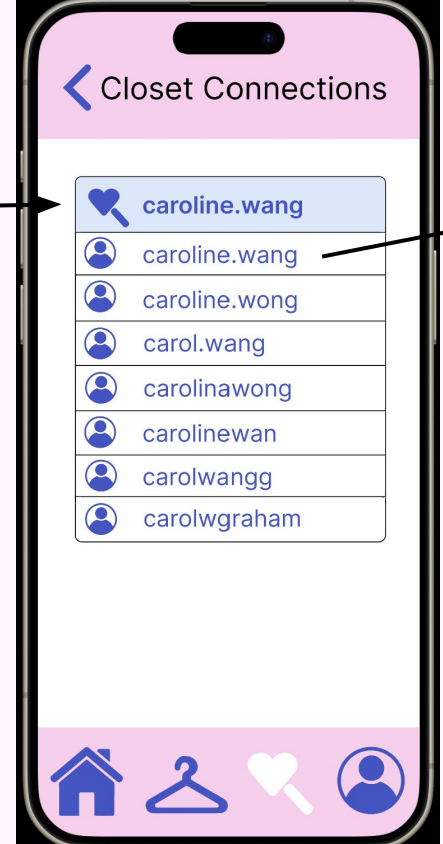 Closet Connections
caroline.wang
caroline.wang
caroline.wong
carol.wang
carolinawong
carolinewan
carolwangg
carolwgraham